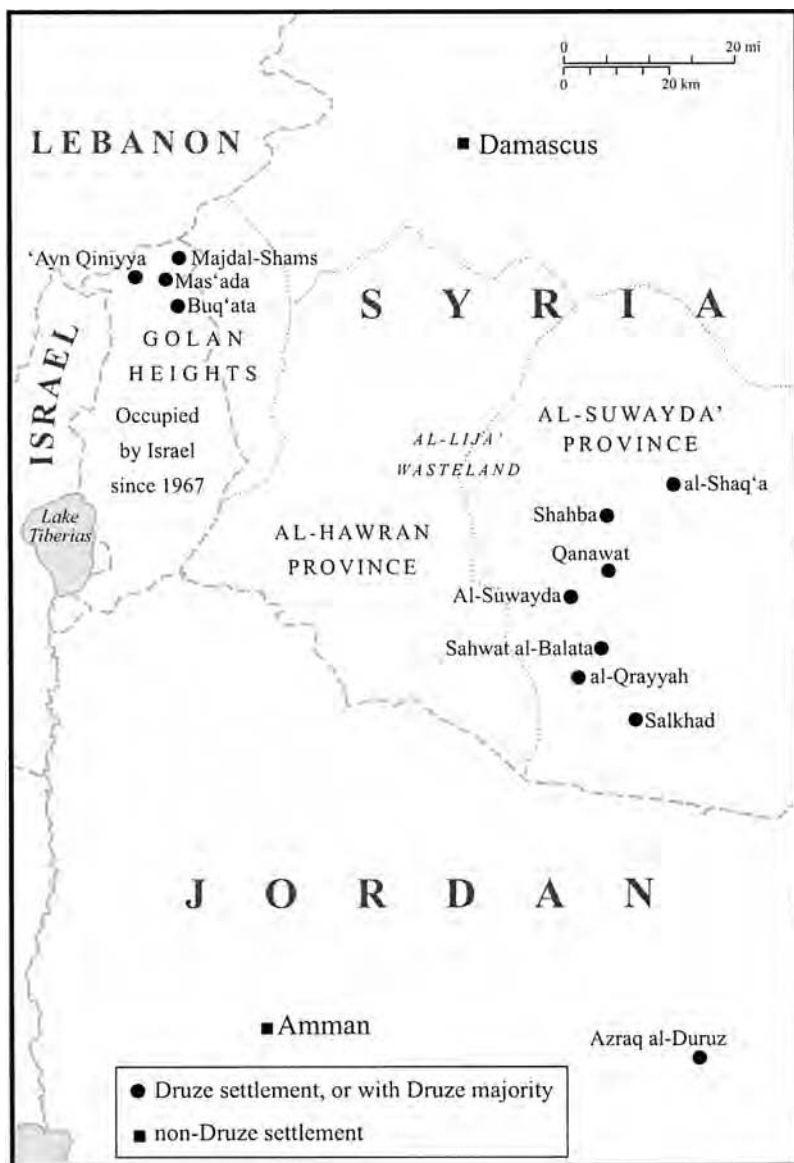 0 20 mi
0 20 km
LEBANON
Damascus
‘Ayn Qiniyya
Majdal-Shams
Mas‘ada
Buq‘ata
SYRIA
GOLAN
HEIGHTS
ISRAEL
Occupied
by Israel
since 1967
AL-LIJA’
WASTELAND
AL-SUWAYDA’
PROVINCE
al-Shaq‘a
Lake
Tiberias
Shahba
AL-HAWRAN
PROVINCE
Qanawat
Al-Suwayda
Sahwat al-Balata
al-Qrayyah
Salkhad
JORDAN
Amman
Azraq al-Duruz
Druze settlement, or with Druze majority
non-Druze settlement